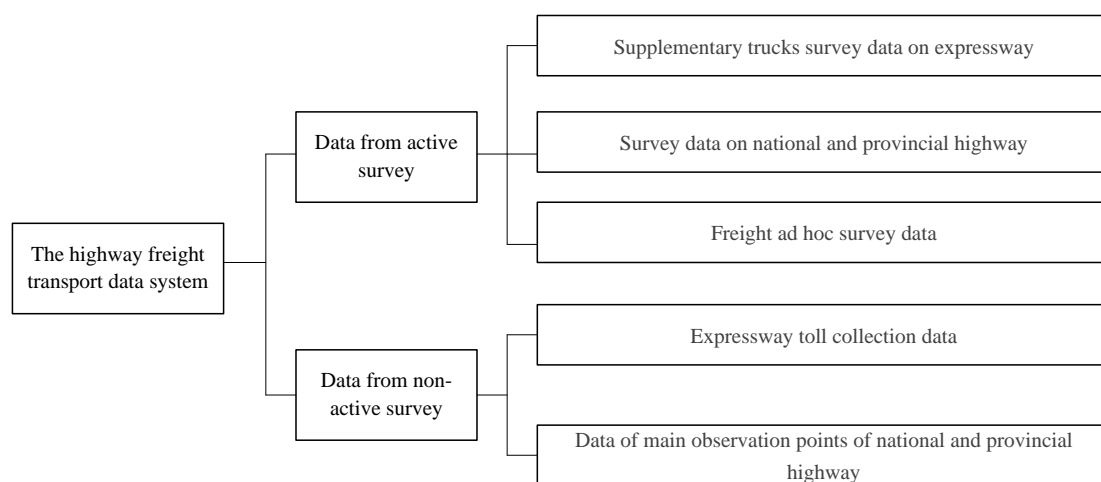 Supplementary trucks survey data on expressway
Data from active
survey
Survey data on national and provincial highway
Freight ad hoc survey data
The highway freight
transport data system
Expressway toll collection data
Data from non-
active survey
Data of main observation points of national and provincial
highway